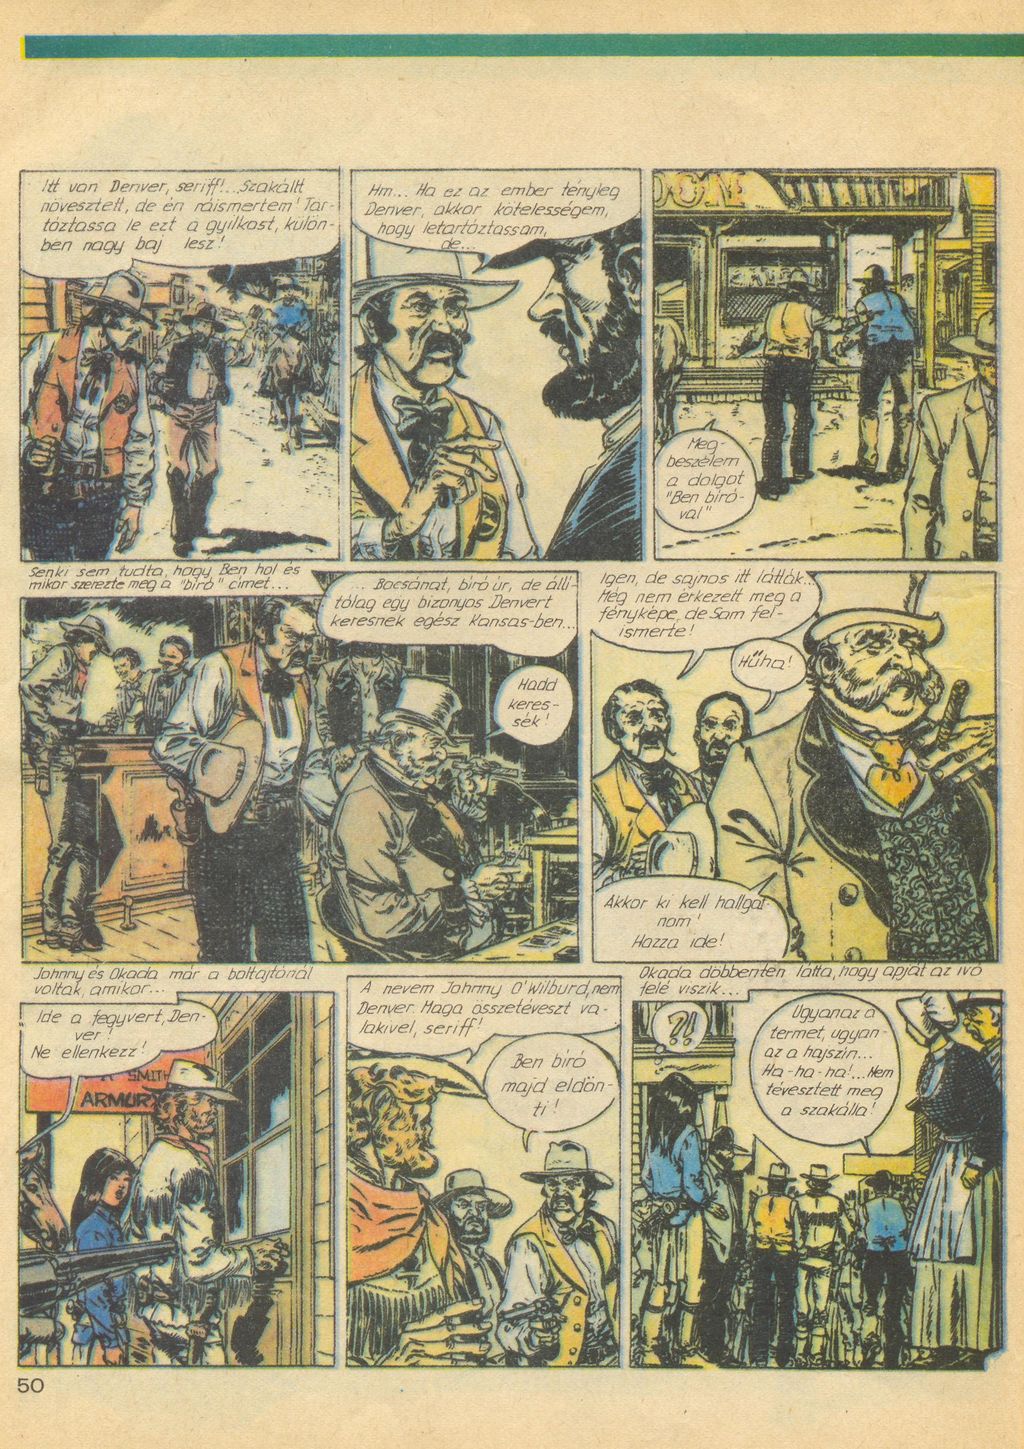 Itt van Denver, seriff!...Szakállt
növesztett, de én ráismertem! Tar-
tóztassa le ezt a gyilkost, külön-
ben nagy baj lesz!
Hm... Ha ez az ember tényleg
Denver, akkor kötelességem,
hogy letartóztassam,
de...
OON
Meg-
beszélem
a dolgot
"Ben bíró-
val"
Senki sem tudta, hogy Ben hol és
mikor szerezte meg a "bíró" címet...
... Bocsánat, bíró úr, de állí-
tólag egy bizonyos Denvert
keresnek egész Kansas-ben...
Hadd
keres-
sék!
Igen, de sajnos itt látták...
Még nem érkezett meg a
fényképe, de Sam fel-
ismerte!
Hűha!
Akkor ki kell hallgat-
nom!
Hozza ide!
Johnny és Okada már a boltajtónál
voltak, amikor...
Ide a fegyvert, Den-
ver!
Ne ellenkezz!
SMITH
ARMURY
A nevem Johnny O'Wilburd, nem
Denver. Maga összetéveszt va-
lakivel, seriff!
Ben bíró
majd eldön-
ti!
Okada döbbenten látta, hogy apját az ivó
felé viszik...
?!
Ugyanaz a
termet, ugyan-
az a hajszín...
Ha-ha-ha!...Nem
tévesztett meg
a szakálla!
50